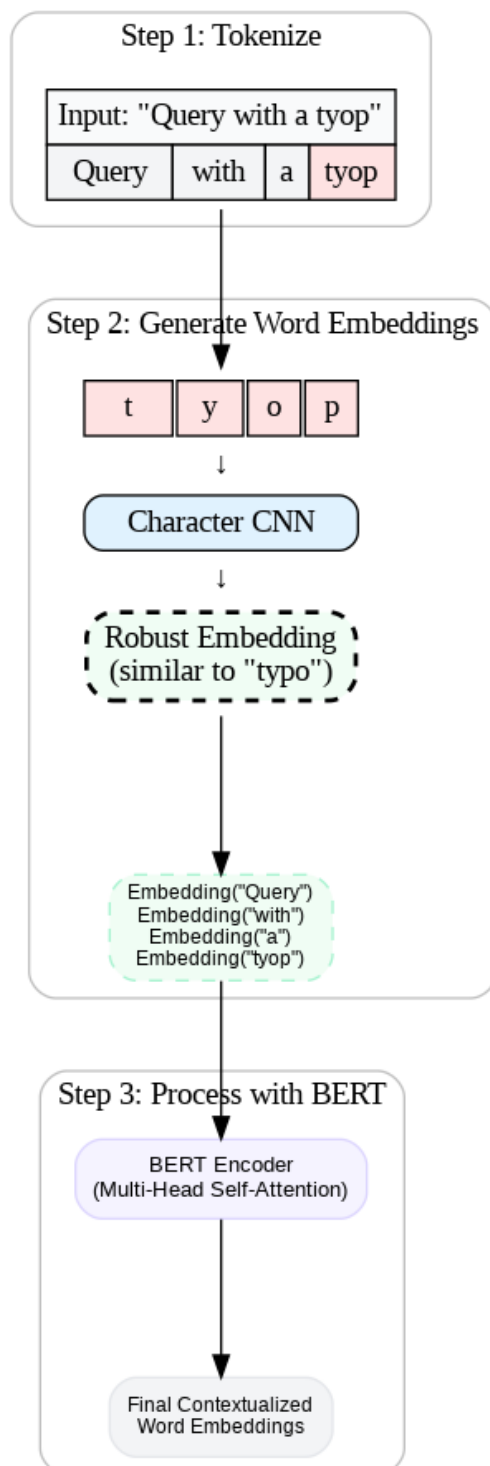 Step 1: Tokenize
Input: "Query with a tyop"
Query with a tyop
Step 2: Generate Word Embeddings
t y o p
↓
Character CNN
↓
Robust Embedding
(similar to "typo")
Embedding("Query")
Embedding("with")
Embedding("a")
Embedding("tyop")
Step 3: Process with BERT
BERT Encoder
(Multi-Head Self-Attention)
Final Contextualized
Word Embeddings